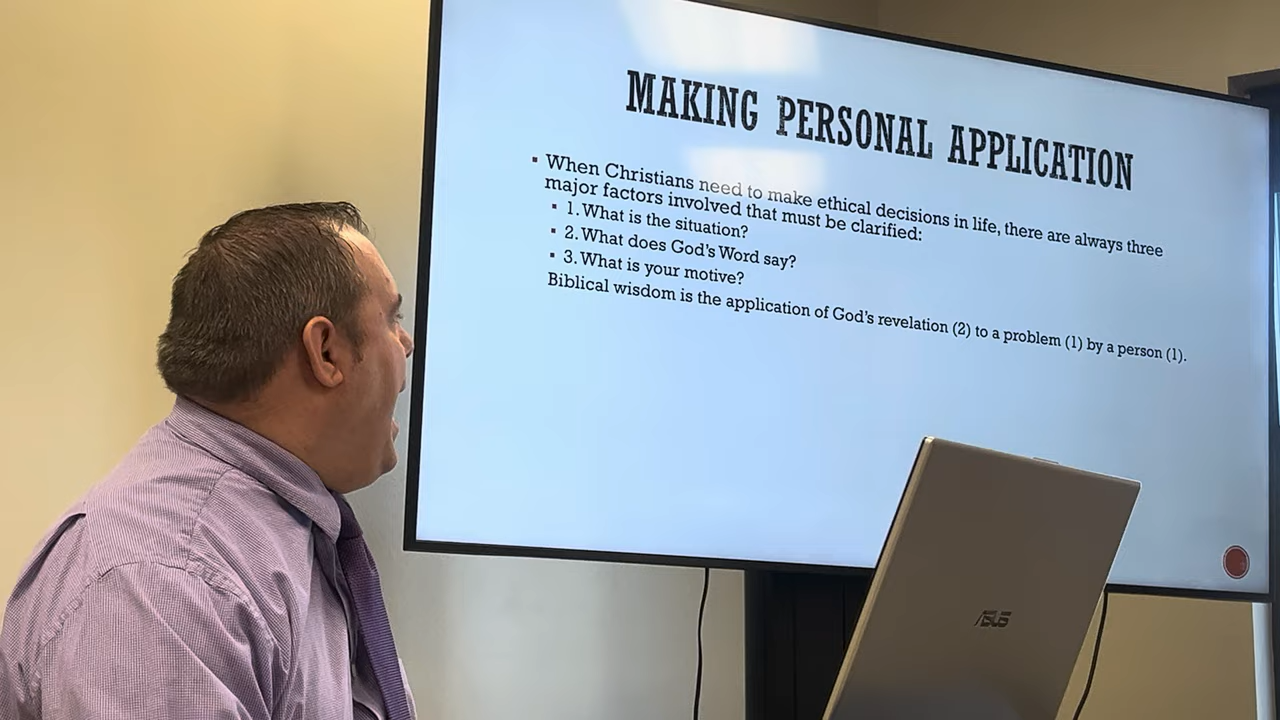 MAKING PERSONAL APPLICATION
▪ When Christians need to make ethical decisions in life, there are always three
major factors involved that must be clarified:
▪ 1. What is the situation?
▪ 2. What does God's Word say?
▪ 3. What is your motive?
Biblical wisdom is the application of God's revelation (2) to a problem (1) by a person (1).
ASUS